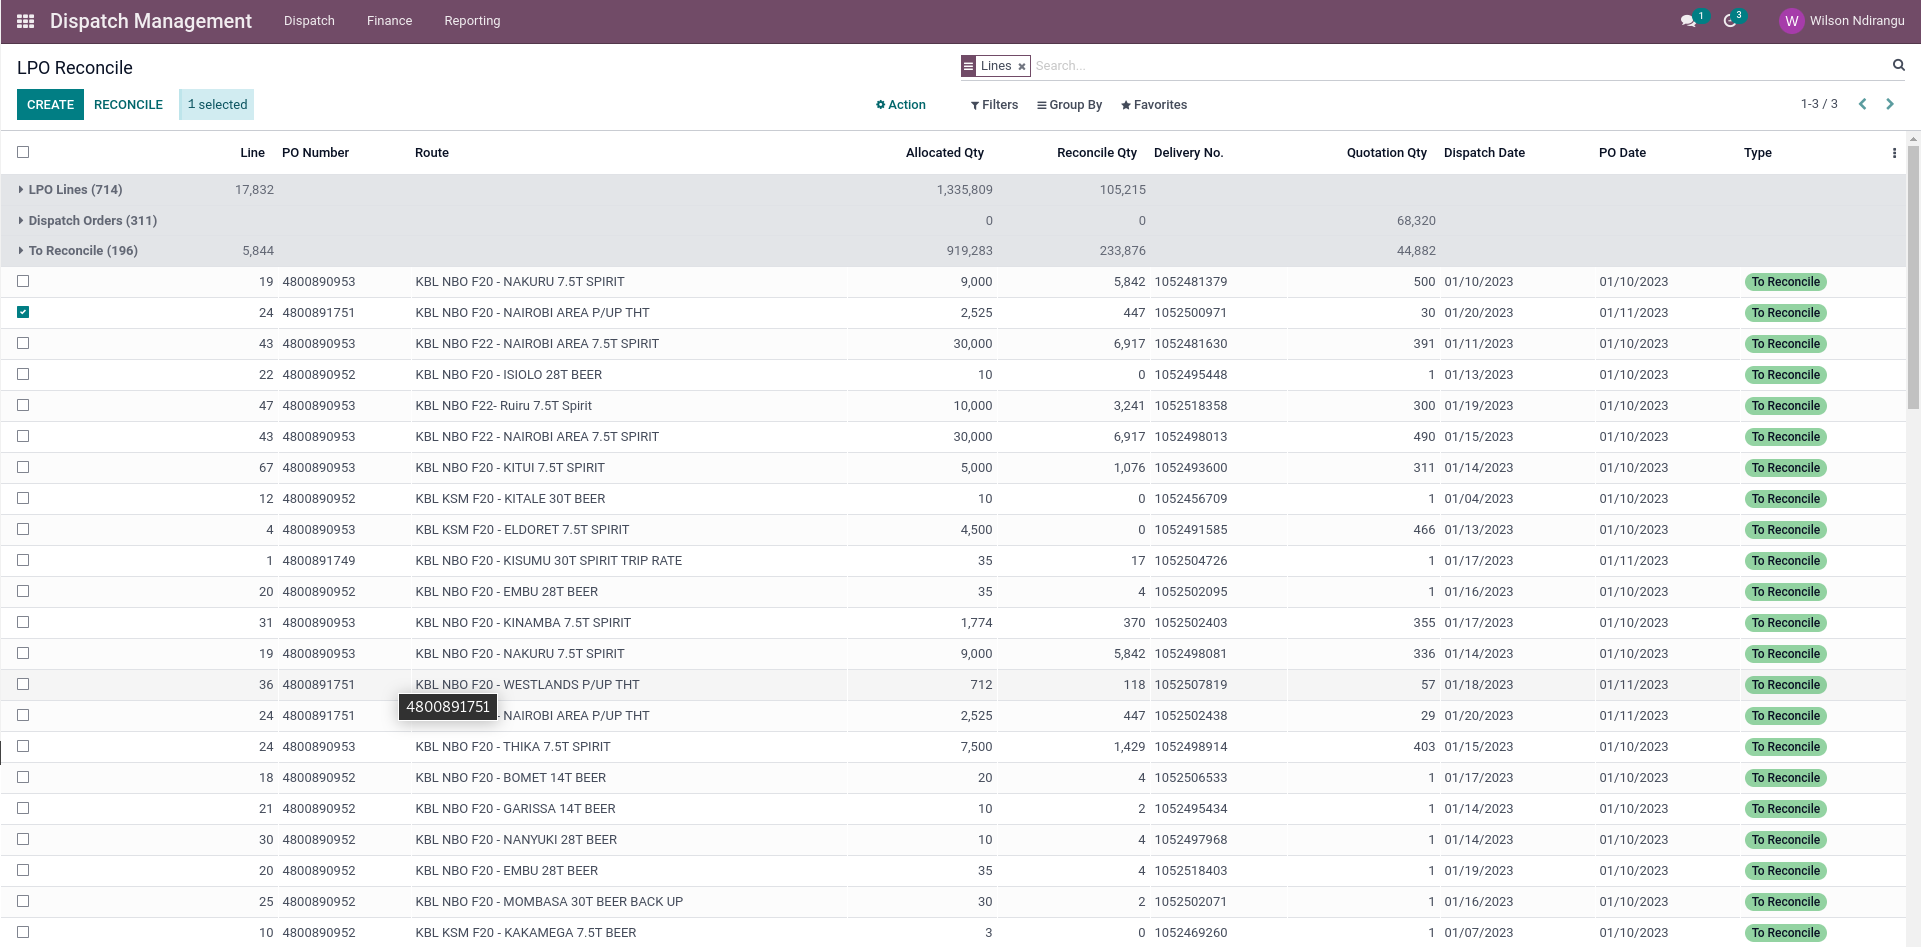 Dispatch Management Dispatch Finance Reporting 1 3 W Wilson Ndirangu
LPO Reconcile Lines × Search...
CREATE RECONCILE 1 selected Action Filters Group By Favorites 1-3 / 3
Line PO Number Route Allocated Qty Reconcile Qty Delivery No. Quotation Qty Dispatch Date PO Date Type
LPO Lines (714) 17,832 1,335,809 105,215
Dispatch Orders (311) 0 0 68,320
To Reconcile (196) 5,844 919,283 233,876 44,882
19 4800890953 KBL NBO F20 - NAKURU 7.5T SPIRIT 9,000 5,842 1052481379 500 01/10/2023 01/10/2023 To Reconcile
24 4800891751 KBL NBO F20 - NAIROBI AREA P/UP THT 2,525 447 1052500971 30 01/20/2023 01/11/2023 To Reconcile
43 4800890953 KBL NBO F22 - NAIROBI AREA 7.5T SPIRIT 30,000 6,917 1052481630 391 01/11/2023 01/10/2023 To Reconcile
22 4800890952 KBL NBO F20 - ISIOLO 28T BEER 10 0 1052495448 1 01/13/2023 01/10/2023 To Reconcile
47 4800890953 KBL NBO F22- Ruiru 7.5T Spirit 10,000 3,241 1052518358 300 01/19/2023 01/10/2023 To Reconcile
43 4800890953 KBL NBO F22 - NAIROBI AREA 7.5T SPIRIT 30,000 6,917 1052498013 490 01/15/2023 01/10/2023 To Reconcile
67 4800890953 KBL NBO F20 - KITUI 7.5T SPIRIT 5,000 1,076 1052493600 311 01/14/2023 01/10/2023 To Reconcile
12 4800890952 KBL KSM F20 - KITALE 30T BEER 10 0 1052456709 1 01/04/2023 01/10/2023 To Reconcile
4 4800890953 KBL KSM F20 - ELDORET 7.5T SPIRIT 4,500 0 1052491585 466 01/13/2023 01/10/2023 To Reconcile
1 4800891749 KBL NBO F20 - KISUMU 30T SPIRIT TRIP RATE 35 17 1052504726 1 01/17/2023 01/11/2023 To Reconcile
20 4800890952 KBL NBO F20 - EMBU 28T BEER 35 4 1052502095 1 01/16/2023 01/10/2023 To Reconcile
31 4800890953 KBL NBO F20 - KINAMBA 7.5T SPIRIT 1,774 370 1052502403 355 01/17/2023 01/10/2023 To Reconcile
19 4800890953 KBL NBO F20 - NAKURU 7.5T SPIRIT 9,000 5,842 1052498081 336 01/14/2023 01/10/2023 To Reconcile
36 4800891751 KBL NBO F20 - WESTLANDS P/UP THT 712 118 1052507819 57 01/18/2023 01/11/2023 To Reconcile
4800891751
24 4800891751 - NAIROBI AREA P/UP THT 2,525 447 1052502438 29 01/20/2023 01/11/2023 To Reconcile
24 4800890953 KBL NBO F20 - THIKA 7.5T SPIRIT 7,500 1,429 1052498914 403 01/15/2023 01/10/2023 To Reconcile
18 4800890952 KBL NBO F20 - BOMET 14T BEER 20 4 1052506533 1 01/17/2023 01/10/2023 To Reconcile
21 4800890952 KBL NBO F20 - GARISSA 14T BEER 10 2 1052495434 1 01/14/2023 01/10/2023 To Reconcile
30 4800890952 KBL NBO F20 - NANYUKI 28T BEER 10 4 1052497968 1 01/14/2023 01/10/2023 To Reconcile
20 4800890952 KBL NBO F20 - EMBU 28T BEER 35 4 1052518403 1 01/19/2023 01/10/2023 To Reconcile
25 4800890952 KBL NBO F20 - MOMBASA 30T BEER BACK UP 30 2 1052502071 1 01/16/2023 01/10/2023 To Reconcile
10 4800890952 KBL KSM F20 - KAKAMEGA 7.5T BEER 3 0 1052469260 1 01/07/2023 01/10/2023 To Reconcile